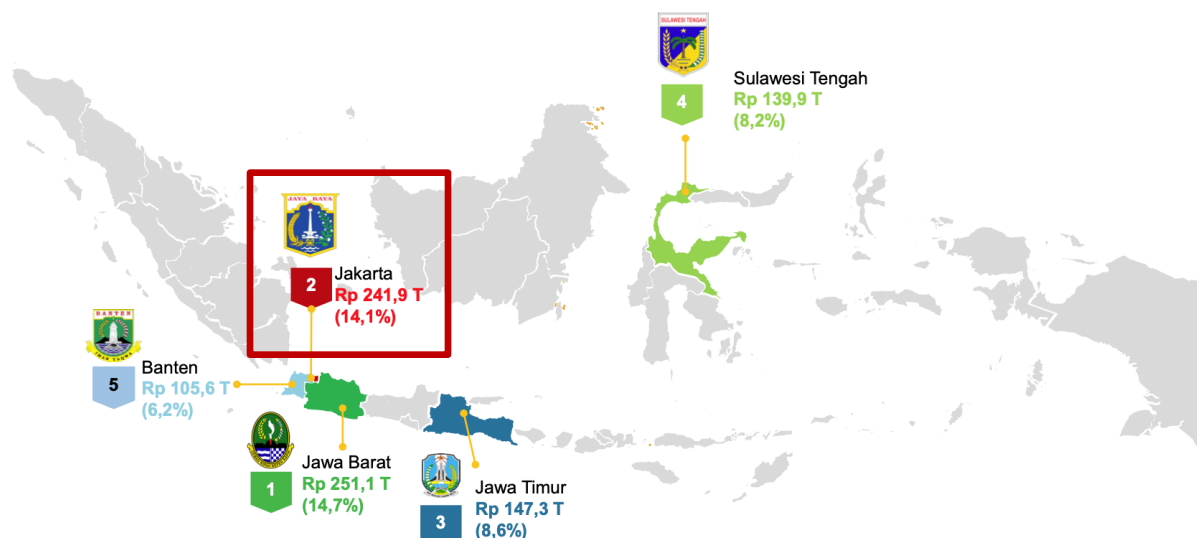 SULAWESI TENGAH
4
Sulawesi Tengah
Rp 139,9 T
(8,2%)
JAYA RAYA
2
Jakarta
Rp 241,9 T
(14,1%)
BANTEN
IMAN TAQWA
5
Banten
Rp 105,6 T
(6,2%)
1
Jawa Barat
Rp 251,1 T
(14,7%)
3
Jawa Timur
Rp 147,3 T
(8,6%)